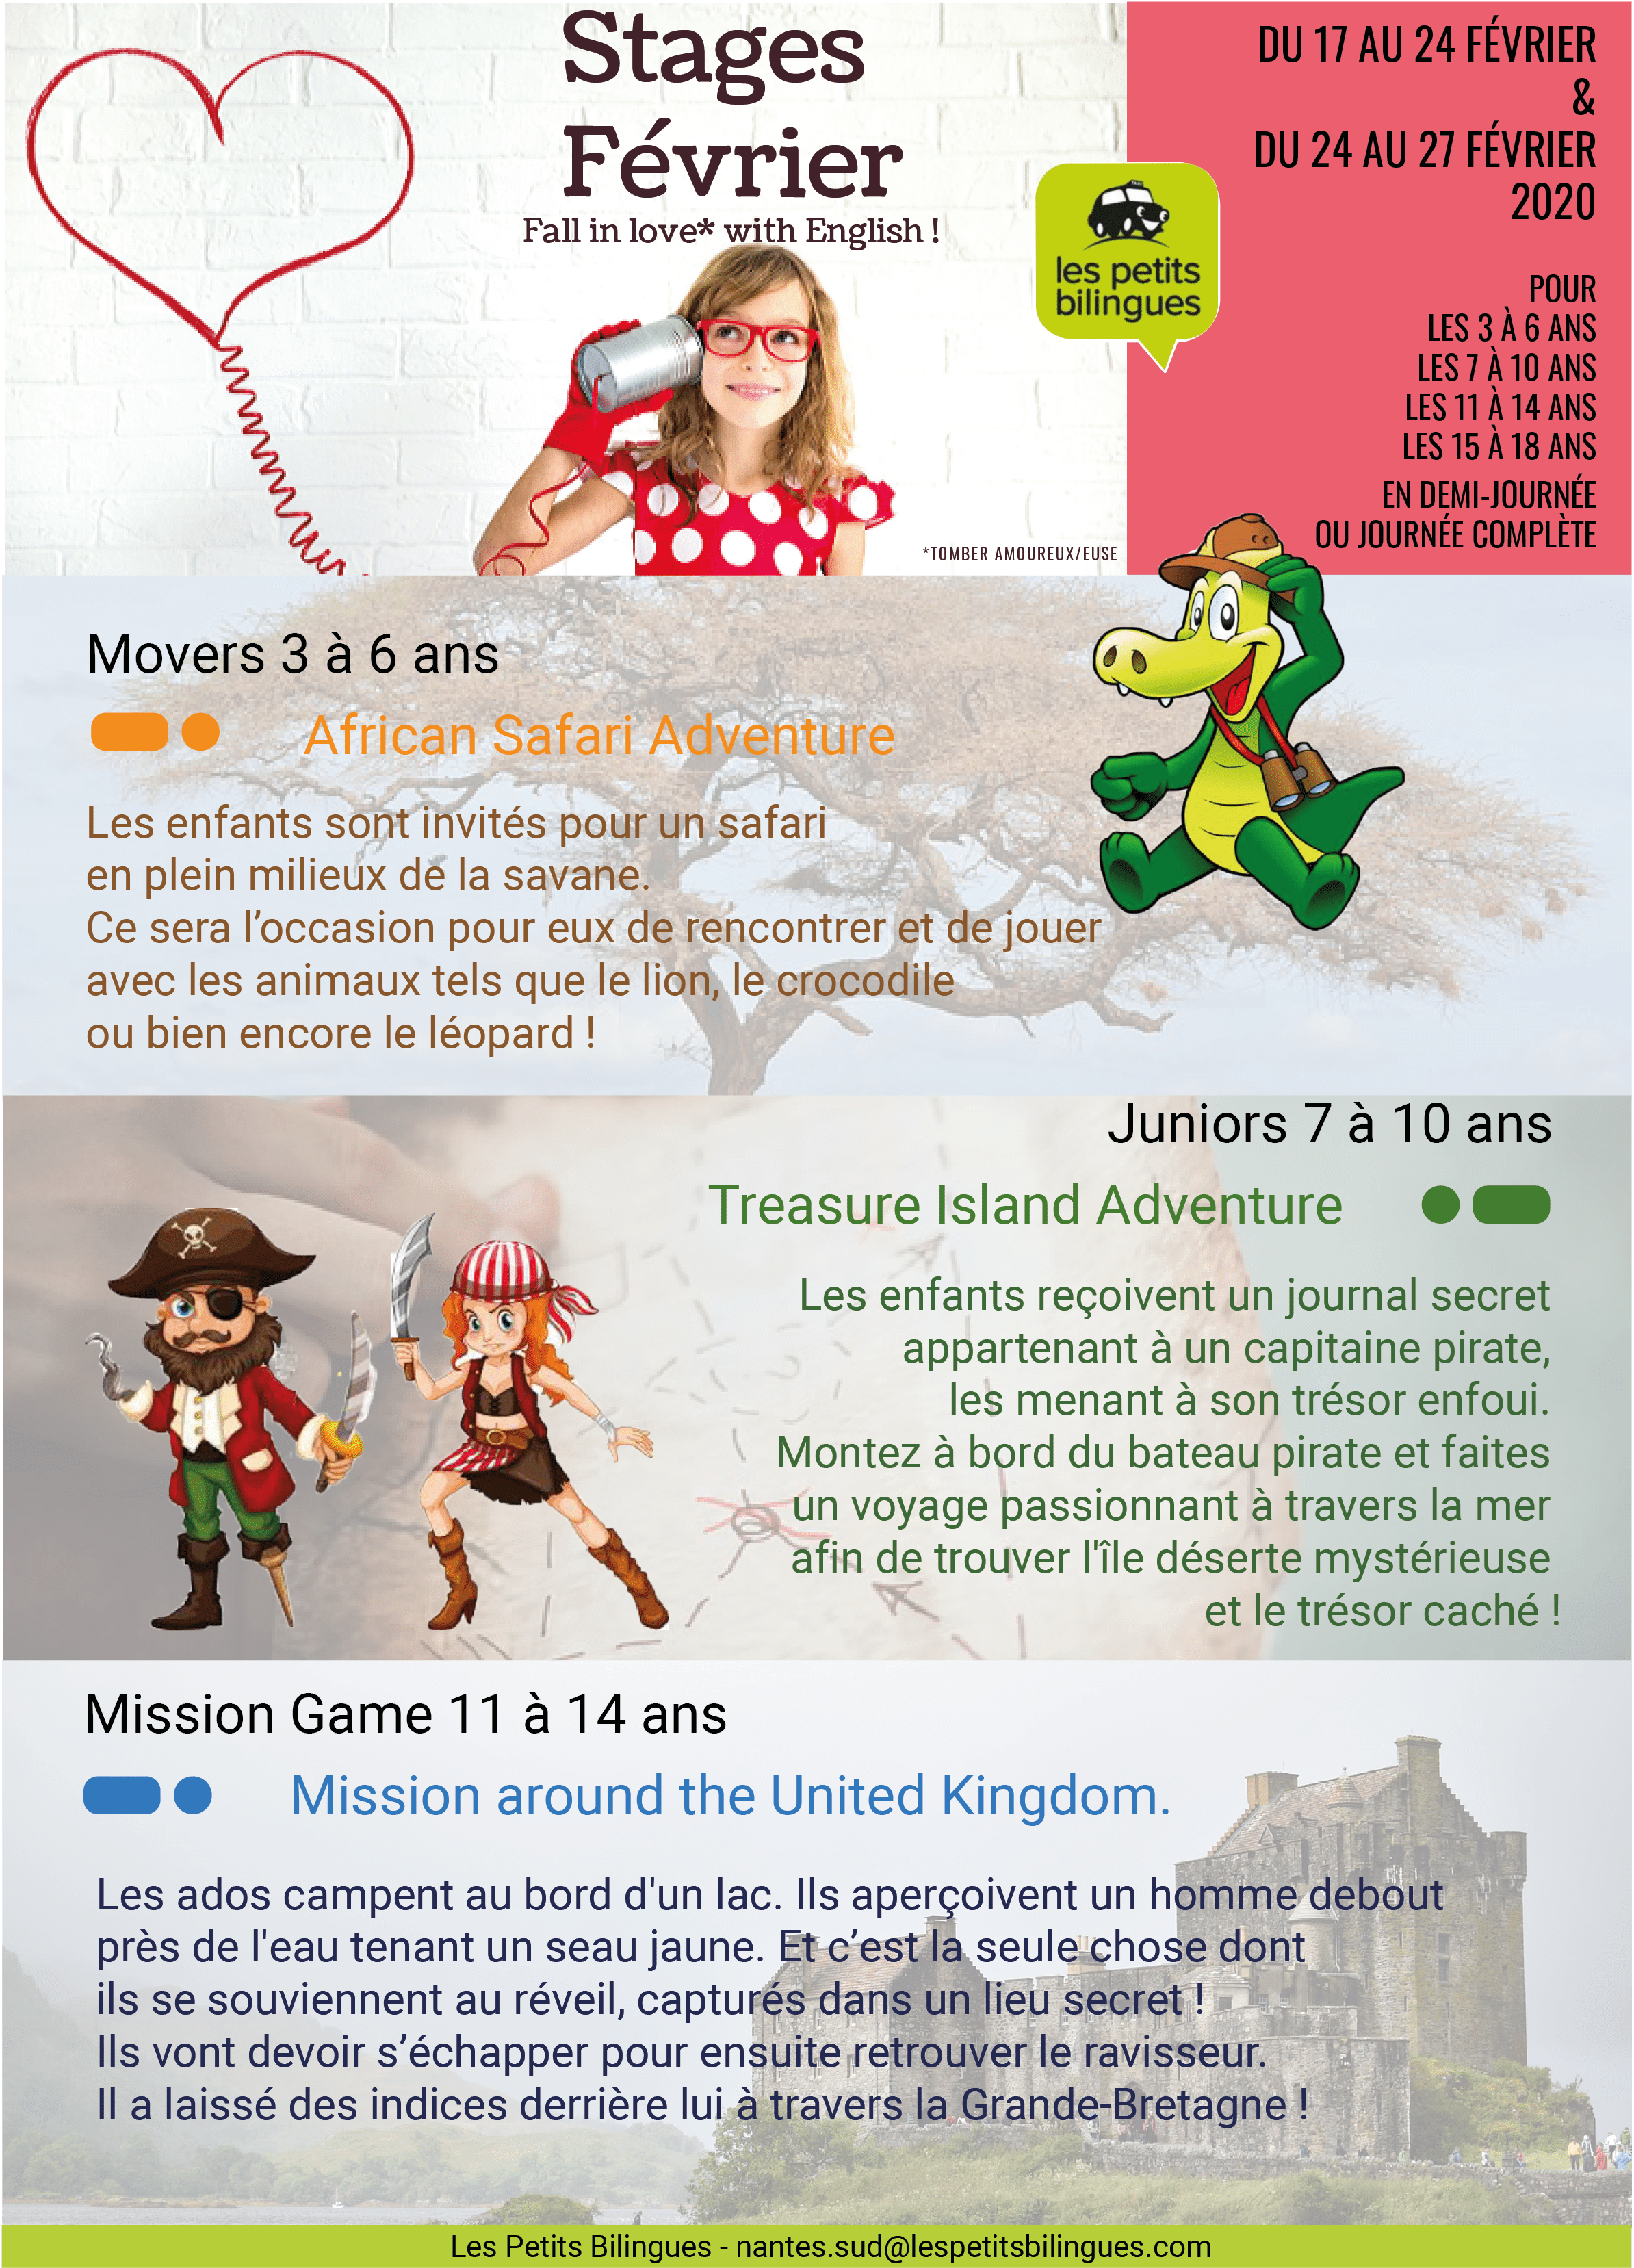 Stages
Février
Fall in love* with English !
*TOMBER AMOUREUX/EUSE
les petits
bilingues
DU 17 AU 24 FÉVRIER
&
DU 24 AU 27 FÉVRIER
2020
POUR
LES 3 À 6 ANS
LES 7 À 10 ANS
LES 11 À 14 ANS
LES 15 À 18 ANS
EN DEMI-JOURNÉE
OU JOURNÉE COMPLÈTE
Movers 3 à 6 ans
African Safari Adventure
Les enfants sont invités pour un safari
en plein milieux de la savane.
Ce sera l’occasion pour eux de rencontrer et de jouer
avec les animaux tels que le lion, le crocodile
ou bien encore le léopard !
Juniors 7 à 10 ans
Treasure Island Adventure
Les enfants reçoivent un journal secret
appartenant à un capitaine pirate,
les menant à son trésor enfoui.
Montez à bord du bateau pirate et faites
un voyage passionnant à travers la mer
afin de trouver l'île déserte mystérieuse
et le trésor caché !
Mission Game 11 à 14 ans
Mission around the United Kingdom.
Les ados campent au bord d'un lac. Ils aperçoivent un homme debout
près de l'eau tenant un seau jaune. Et c’est la seule chose dont
ils se souviennent au réveil, capturés dans un lieu secret !
Ils vont devoir s’échapper pour ensuite retrouver le ravisseur.
Il a laissé des indices derrière lui à travers la Grande-Bretagne !
Les Petits Bilingues - nantes.sud@lespetitsbilingues.com